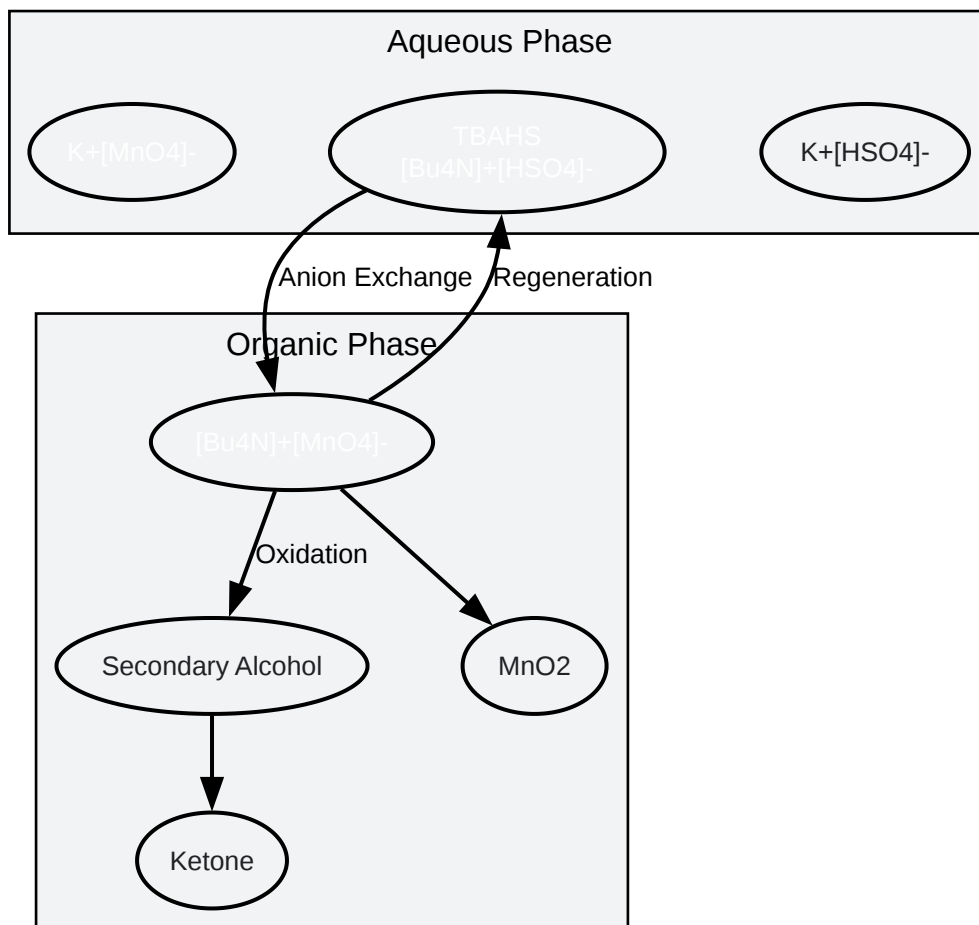 Aqueous Phase
K+[MnO4]-
TBAHS
[Bu4N]+[HSO4]-
K+[HSO4]-
Anion Exchange
Regeneration
Organic Phase
[Bu4N]+[MnO4]-
Oxidation
Secondary Alcohol
MnO2
Ketone